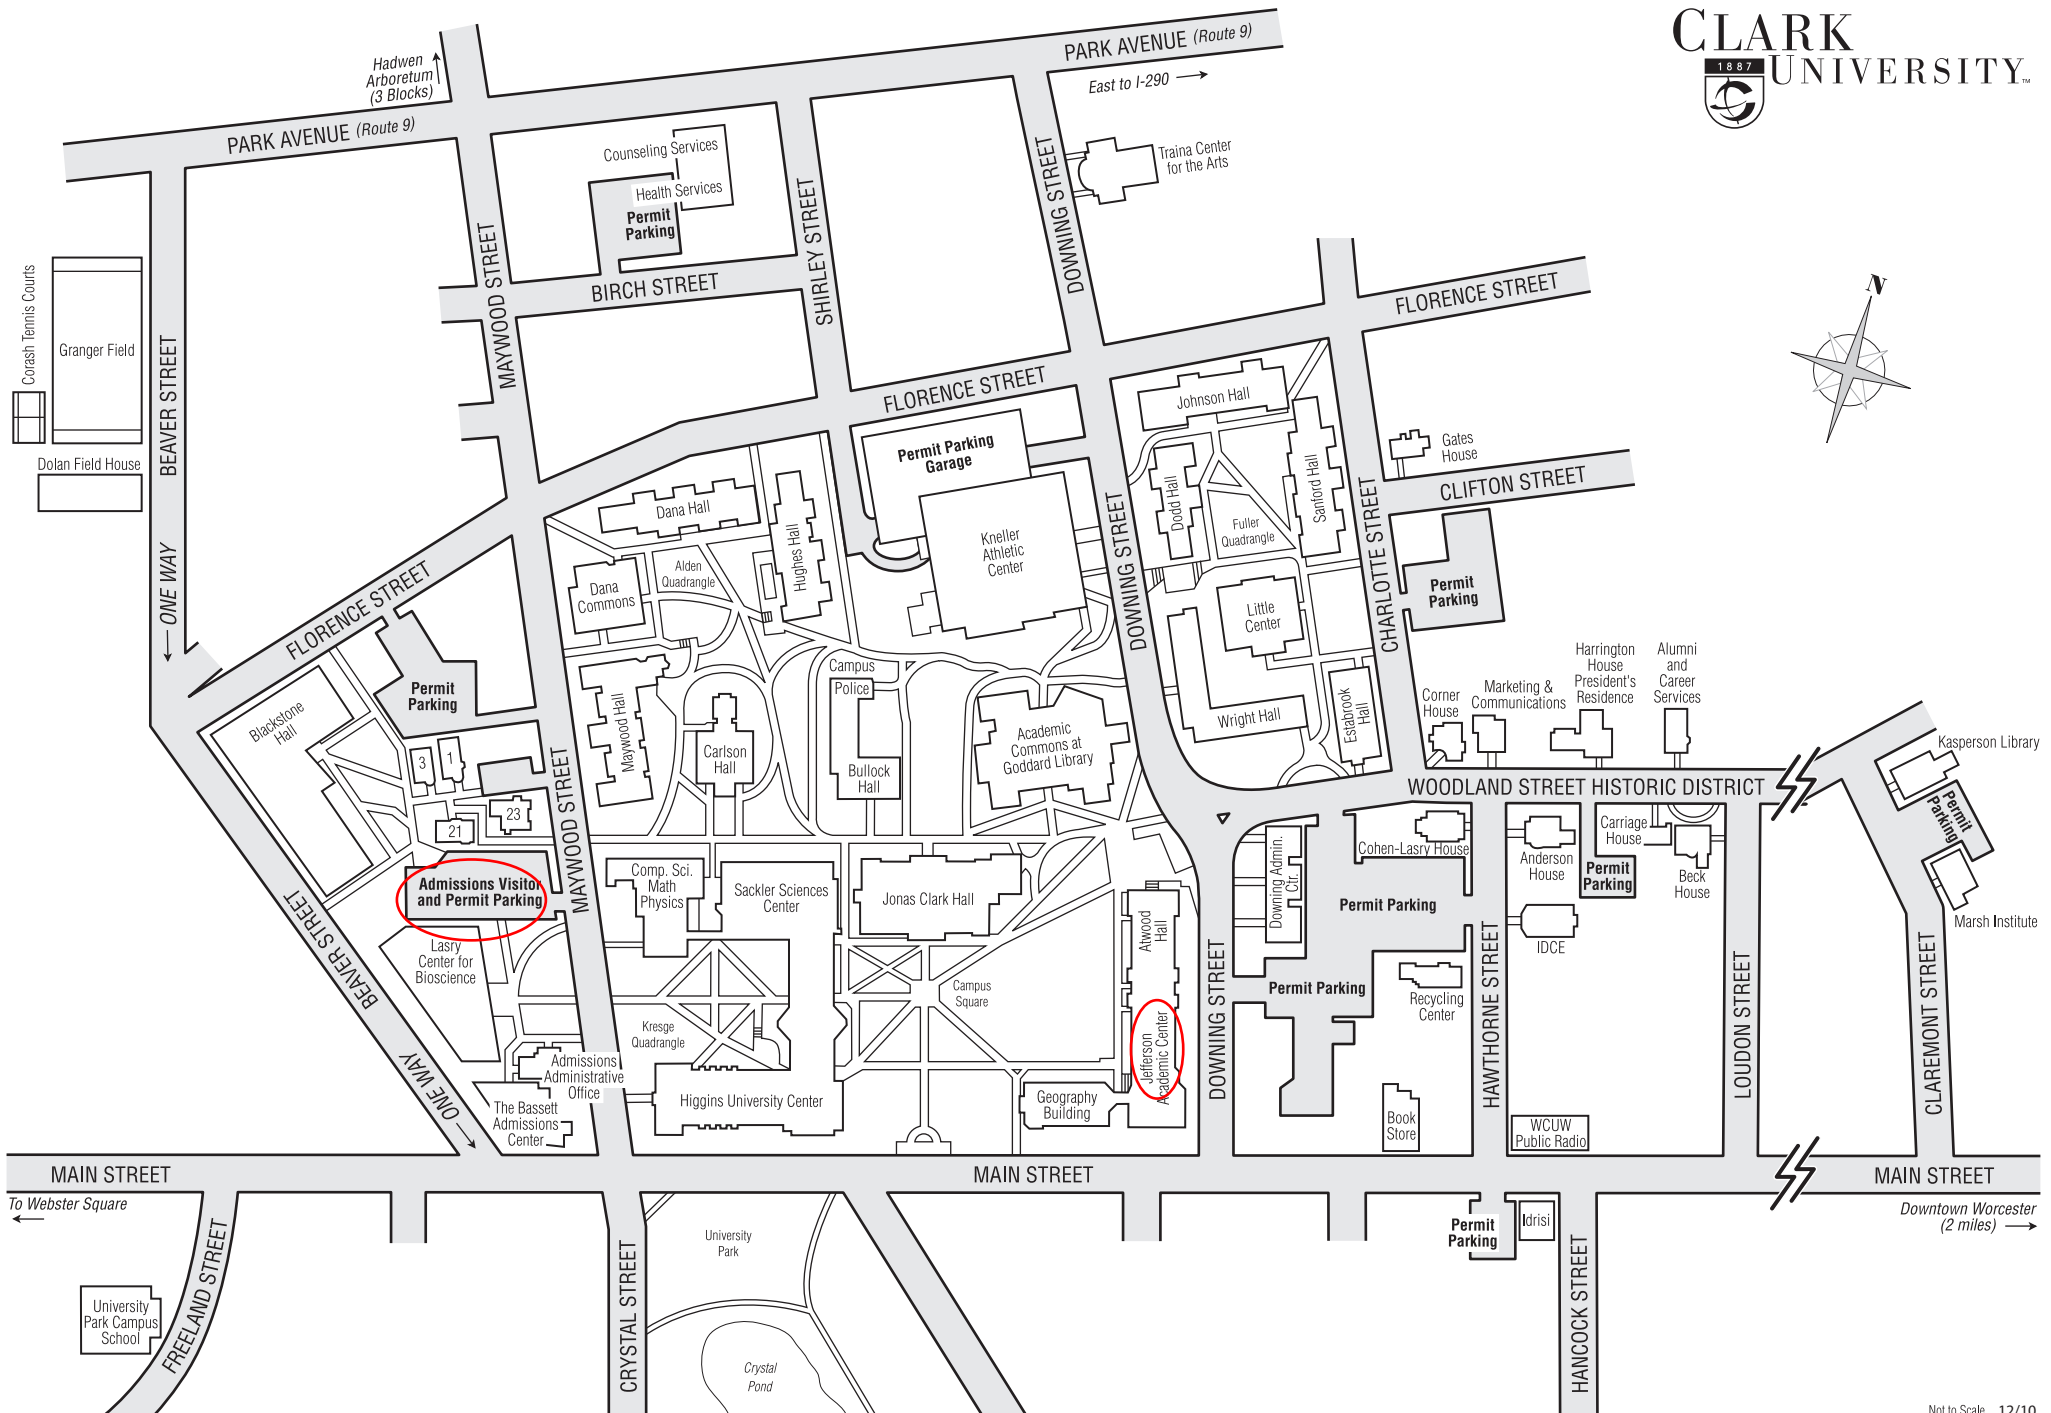 CLARK
1887
UNIVERSITY™
PARK AVENUE (Route 9)
East to I-290
Hadwen
Arboretum
(3 Blocks)
PARK AVENUE (Route 9)
Counseling Services
Health Services
Permit
Parking
Traina Center
for the Arts
MAYWOOD STREET
SHIRLEY STREET
DOWNING STREET
BIRCH STREET
FLORENCE STREET
N
Corash Tennis Courts
Granger Field
Dolan Field House
BEAVER STREET
ONE WAY
FLORENCE STREET
Johnson Hall
Permit Parking
Garage
Gates
House
CLIFTON STREET
Dana Hall
Hughes Hall
Kneller
Athletic
Center
DOWNING STREET
Dodd Hall
Fuller
Quadrangle
Sanford Hall
CHARLOTTE STREET
Permit
Parking
Alden
Quadrangle
Dana
Commons
Little
Center
FLORENCE STREET
Permit
Parking
Blackstone
Hall
Maywood Hall
Carlson
Hall
Campus
Police
Bullock
Hall
Academic
Commons at
Goddard Library
Wright Hall
Estabrook
Hall
Corner
House
Marketing &
Communications
Harrington
House
President's
Residence
Alumni
and
Career
Services
Kasperson Library
WOODLAND STREET HISTORIC DISTRICT
Permit
Parking
Marsh Institute
3
1
23
21
MAYWOOD STREET
Admissions Visitor
and Permit Parking
Comp. Sci.
Math
Physics
Sackler Sciences
Center
Jonas Clark Hall
Atwood
Hall
Downing Admin.
Ctr.
Cohen-Lasry House
Permit Parking
Anderson
House
Carriage
House
Permit
Parking
Beck
House
IDCE
Lasry
Center for
Bioscience
BEAVER STREET
ONE WAY
Campus
Square
Kresge
Quadrangle
Jefferson
Academic Center
DOWNING STREET
Permit Parking
Recycling
Center
HAWTHORNE STREET
LOUDON STREET
CLAREMONT STREET
Admissions
Administrative
Office
The Bassett
Admissions
Center
Higgins University Center
Geography
Building
Book
Store
WCUW
Public Radio
MAIN STREET
MAIN STREET
MAIN STREET
To Webster Square
Downtown Worcester
(2 miles)
FREELAND STREET
CRYSTAL STREET
University
Park
Permit
Parking
Idrisi
HANCOCK STREET
University
Park Campus
School
Crystal
Pond
Not to Scale 12/10